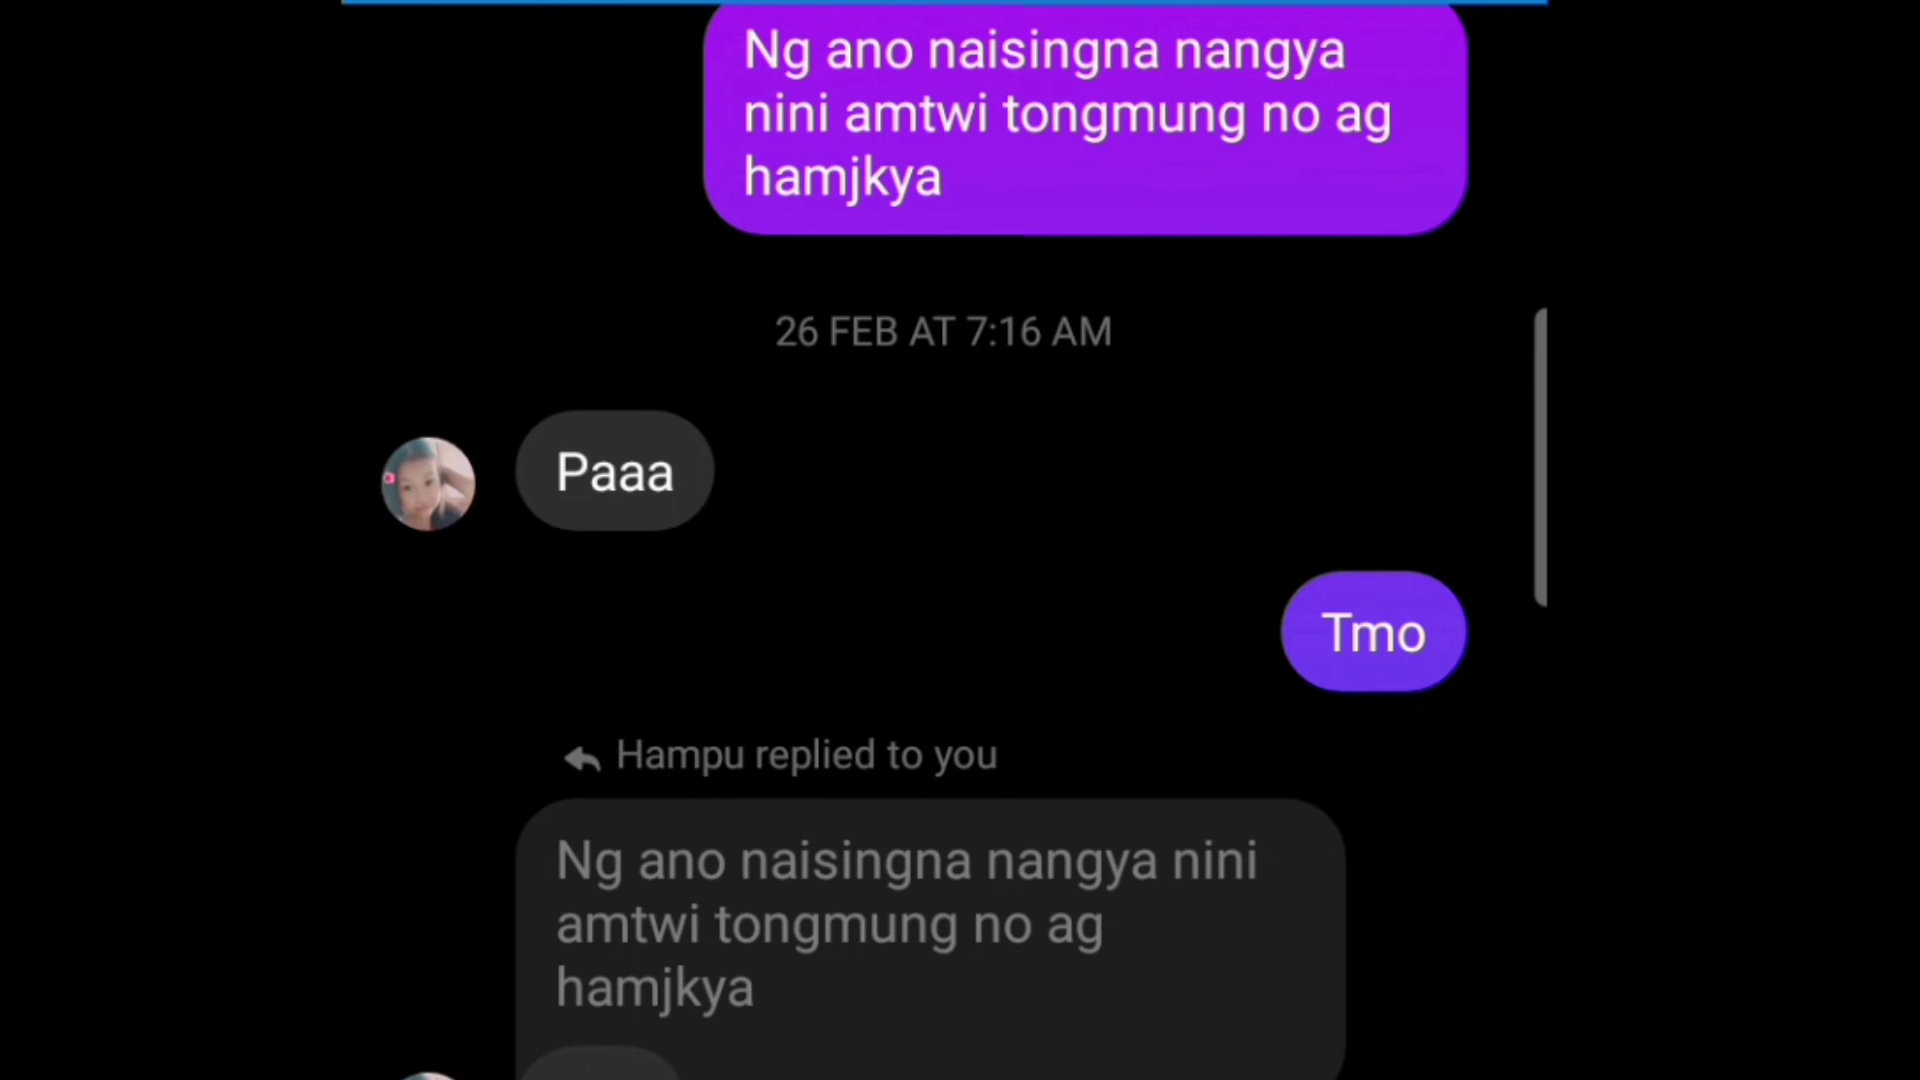 Ng ano naisingna nangya
nini amtwi tongmung no ag
hamjkya
26 FEB AT 7:16 AM
Paaa
Tmo
Hampu replied to you
Ng ano naisingna nangya nini
amtwi tongmung no ag
hamjkya